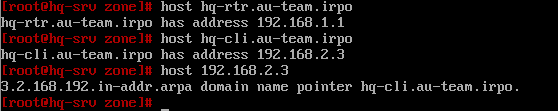 [root@hq-srv zone]# host hq-rtr.au-team.irpo
hq-rtr.au-team.irpo has address 192.168.1.1
[root@hq-srv zone]# host hq-cli.au-team.irpo
hq-cli.au-team.irpo has address 192.168.2.3
[root@hq-srv zone]# host 192.168.2.3
3.2.168.192.in-addr.arpa domain name pointer hq-cli.au-team.irpo.
[root@hq-srv zone]# _